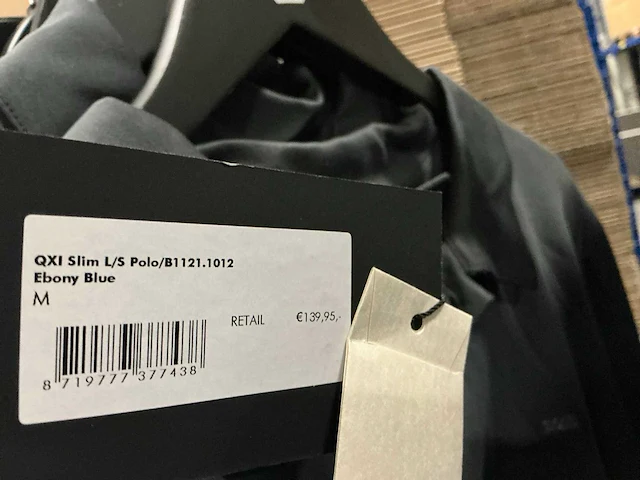 QXI Slim L/S Polo/B1121.1012
Ebony Blue
M
RETAIL €139,95,-
8 719777 377438